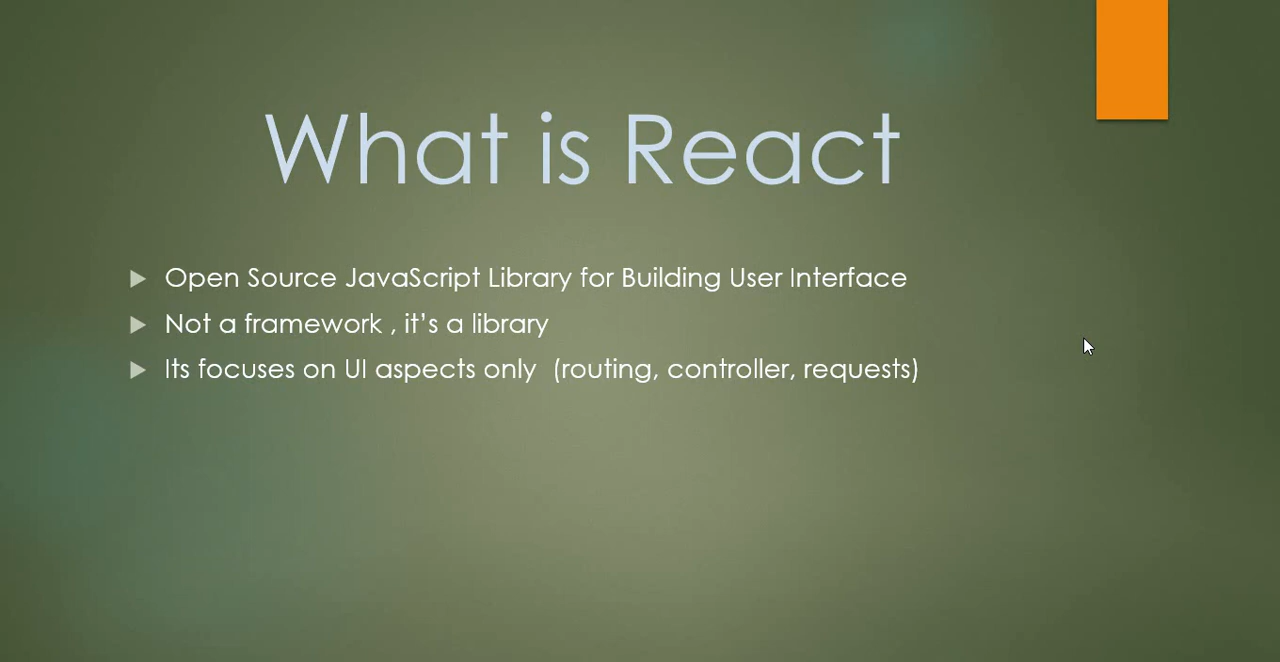 What is React
Open Source JavaScript Library for Building User Interface
Not a framework , it's a library
Its focuses on UI aspects only  (routing, controller, requests)